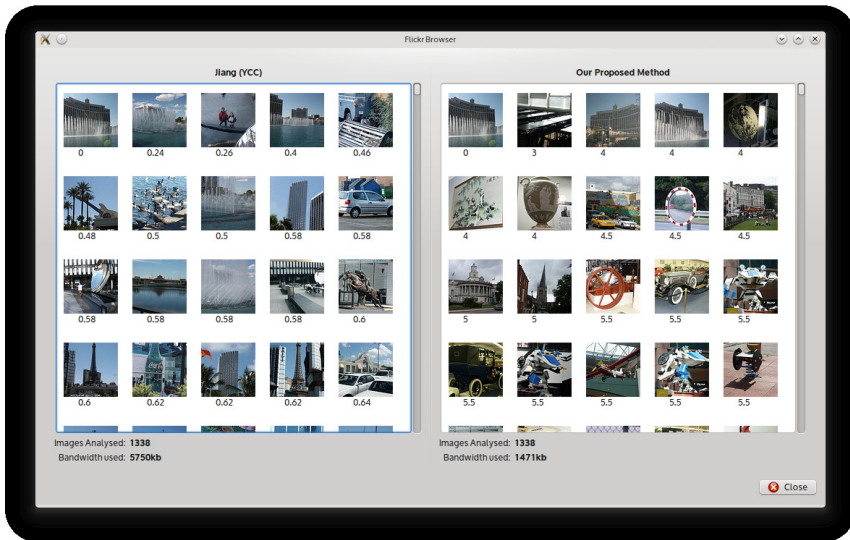 Flickr Browser
Jiang (YCC)
0 0.24 0.26 0.4 0.46
0.48 0.5 0.5 0.58 0.58
0.58 0.58 0.58 0.58 0.6
0.6 0.62 0.62 0.62 0.64
Images Analysed: 1338
Bandwidth used: 5750kb
Our Proposed Method
0 3 4 4 4
4 4 4.5 4.5 4.5
5 5 5.5 5.5 5.5
5.5 5.5 5.5 5.5 5.5
Images Analysed: 1338
Bandwidth used: 1471kb
Close